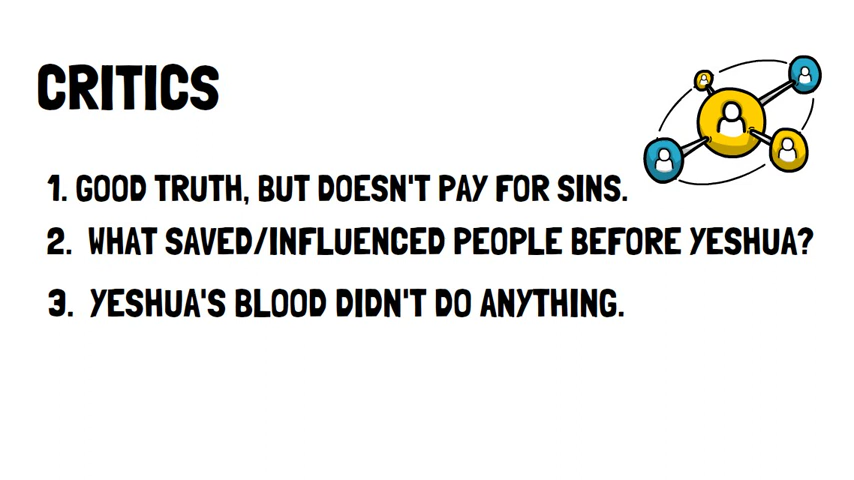 CRITICS
1. GOOD TRUTH, BUT DOESN'T PAY FOR SINS.
2. WHAT SAVED/INFLUENCED PEOPLE BEFORE YESHUA?
3. YESHUA'S BLOOD DIDN'T DO ANYTHING.